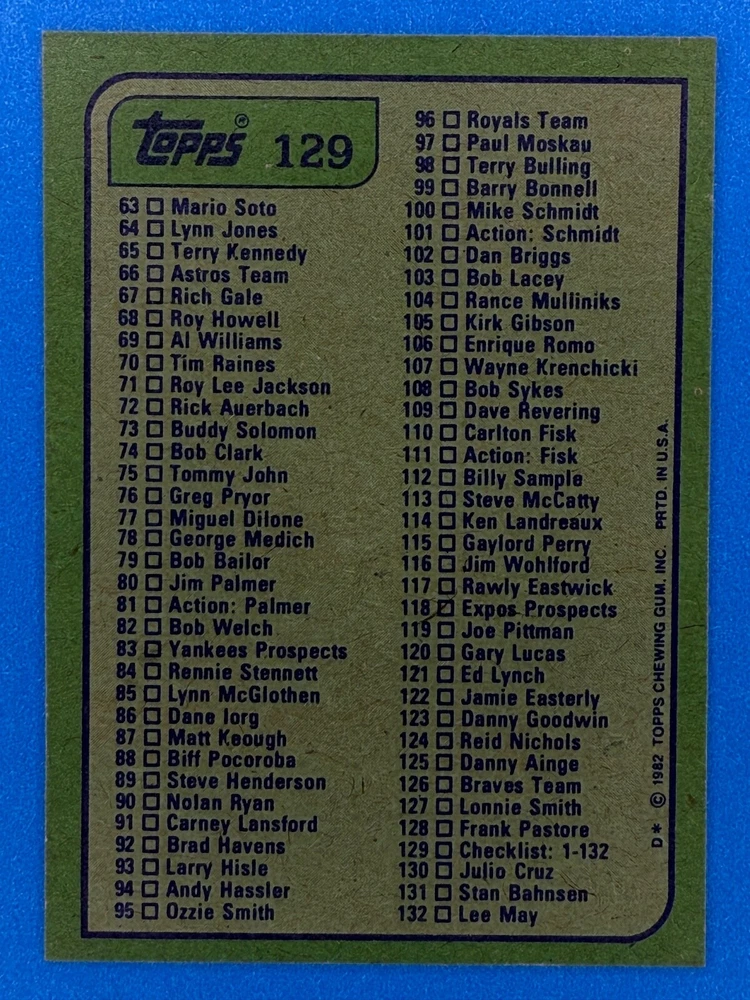 Topps® 129
63 □ Mario Soto
64 □ Lynn Jones
65 □ Terry Kennedy
66 □ Astros Team
67 □ Rich Gale
68 □ Roy Howell
69 □ Al Williams
70 □ Tim Raines
71 □ Roy Lee Jackson
72 □ Rick Auerbach
73 □ Buddy Solomon
74 □ Bob Clark
75 □ Tommy John
76 □ Greg Pryor
77 □ Miguel Dilone
78 □ George Medich
79 □ Bob Bailor
80 □ Jim Palmer
81 □ Action: Palmer
82 □ Bob Welch
83 □ Yankees Prospects
84 □ Rennie Stennett
85 □ Lynn McGlothen
86 □ Dane Iorg
87 □ Matt Keough
88 □ Biff Pocoroba
89 □ Steve Henderson
90 □ Nolan Ryan
91 □ Carney Lansford
92 □ Brad Havens
93 □ Larry Hisle
94 □ Andy Hassler
95 □ Ozzie Smith
96 □ Royals Team
97 □ Paul Moskau
98 □ Terry Bulling
99 □ Barry Bonnell
100 □ Mike Schmidt
101 □ Action: Schmidt
102 □ Dan Briggs
103 □ Bob Lacey
104 □ Rance Mulliniks
105 □ Kirk Gibson
106 □ Enrique Romo
107 □ Wayne Krenchicki
108 □ Bob Sykes
109 □ Dave Revering
110 □ Carlton Fisk
111 □ Action: Fisk
112 □ Billy Sample
113 □ Steve McCatty
114 □ Ken Landreaux
115 □ Gaylord Perry
116 □ Jim Wohlford
117 □ Rawly Eastwick
118 □ Expos Prospects
119 □ Joe Pittman
120 □ Gary Lucas
121 □ Ed Lynch
122 □ Jamie Easterly
123 □ Danny Goodwin
124 □ Reid Nichols
125 □ Danny Ainge
126 □ Braves Team
127 □ Lonnie Smith
128 □ Frank Pastore
129 □ Checklist: 1-132
130 □ Julio Cruz
131 □ Stan Bahnsen
132 □ Lee May
D* © 1982 TOPPS CHEWING GUM. INC. PRTD. IN U.S.A.